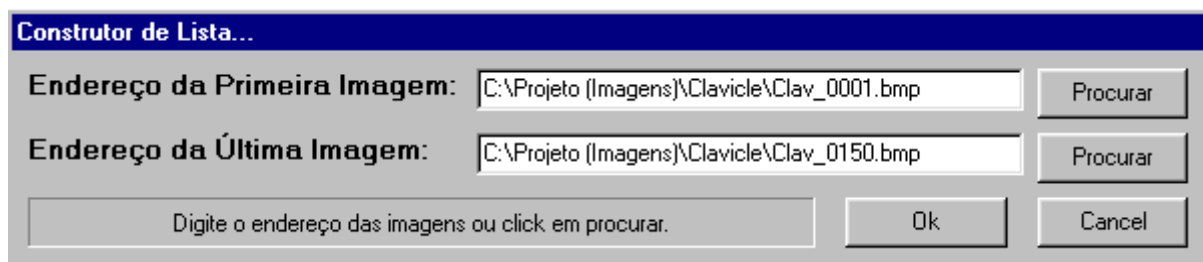 Construtor de Lista...
Endereço da Primeira Imagem: C:\Projeto (Imagens)\Clavicle\Clav_0001.bmp Procurar
Endereço da Última Imagem: C:\Projeto (Imagens)\Clavicle\Clav_0150.bmp Procurar
Digite o endereço das imagens ou click em procurar. Ok Cancel